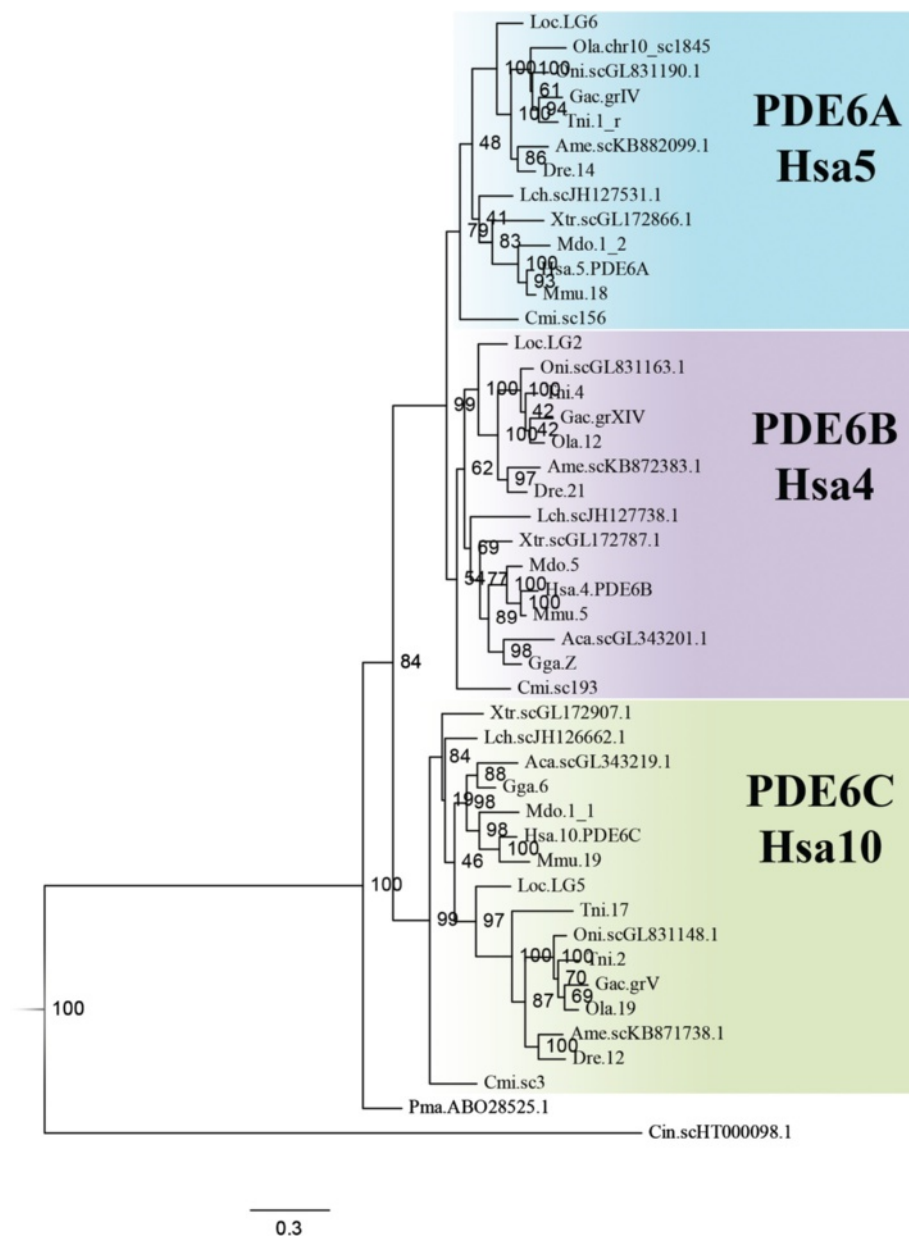 Loc.LG6
Ola.chr10_sc1845
100
100
Oni.scGL831190.1
61
Gac.grIV
94
100
Tni.1_r
PDE6A
Hsa5
48
Ame.scKB882099.1
86
Dre.14
Lch.scJH127531.1
41
Xtr.scGL172866.1
79
83
Mdo.1_2
100
Hsa.5.PDE6A
93
Mmu.18
Cmi.sc156
Loc.LG2
Oni.scGL831163.1
99
100
100
Tni.4
42
Gac.grXIV
100
42
Ola.12
PDE6B
Hsa4
62
Ame.scKB872383.1
97
Dre.21
Lch.scJH127738.1
69
Xtr.scGL172787.1
54
77
Mdo.5
100
Hsa.4.PDE6B
100
89
Mmu.5
Aca.scGL343201.1
98
Gga.Z
84
Cmi.sc193
Xtr.scGL172907.1
84
Lch.scJH126662.1
Aca.scGL343219.1
88
Gga.6
19
98
Mdo.1_1
98
Hsa.10.PDE6C
100
46
Mmu.19
PDE6C
Hsa10
100
Loc.LG5
99
97
Tni.17
Oni.scGL831148.1
100
100
Tni.2
70
Gac.grV
87
69
Ola.19
100
Ame.scKB871738.1
100
Dre.12
Cmi.sc3
Pma.ABO28525.1
Cin.scHT000098.1
0.3